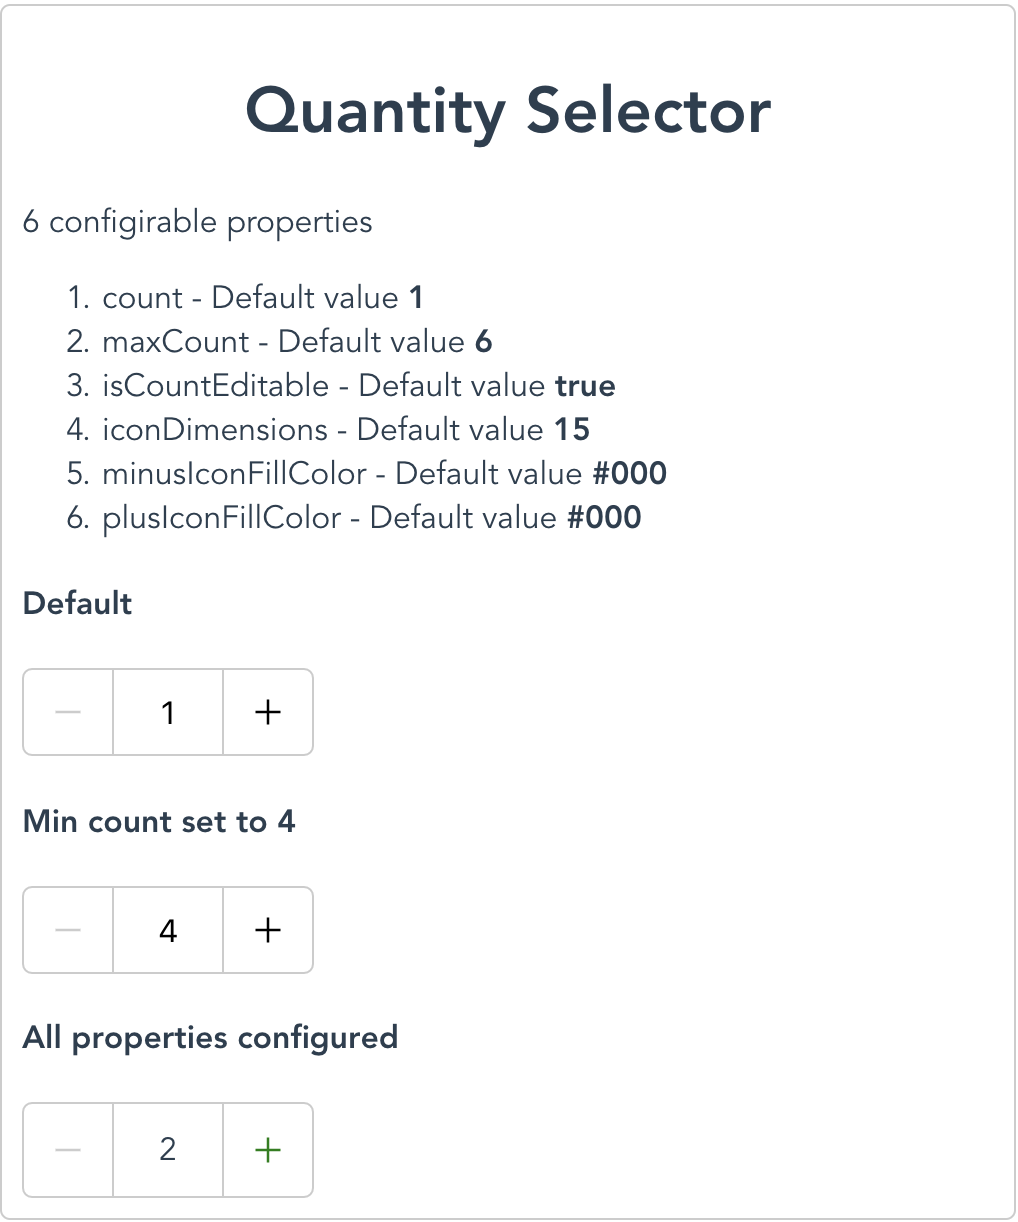 Quantity Selector
6 configirable properties
1. count - Default value 1
2. maxCount - Default value 6
3. isCountEditable - Default value true
4. iconDimensions - Default value 15
5. minusIconFillColor - Default value #000
6. plusIconFillColor - Default value #000
Default
— 1 +
Min count set to 4
— 4 +
All properties configured
— 2 +